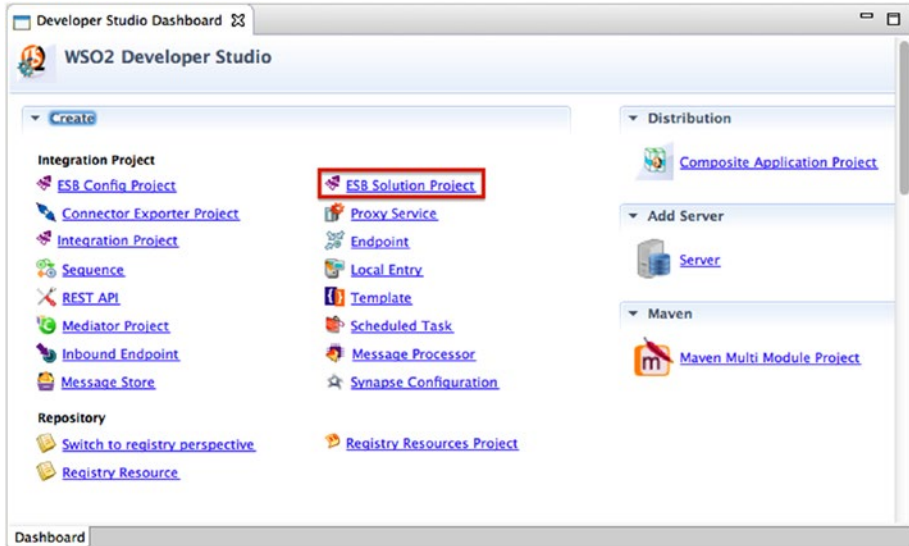 Developer Studio Dashboard
WSO2 Developer Studio
Create
Integration Project
ESB Config Project
ESB Solution Project
Connector Exporter Project
Proxy Service
Integration Project
Endpoint
Sequence
Local Entry
REST API
Template
Mediator Project
Scheduled Task
Inbound Endpoint
Message Processor
Message Store
Synapse Configuration
Repository
Switch to registry perspective
Registry Resources Project
Registry Resource
Distribution
Composite Application Project
Add Server
Server
Maven
m
Maven Multi Module Project
Dashboard